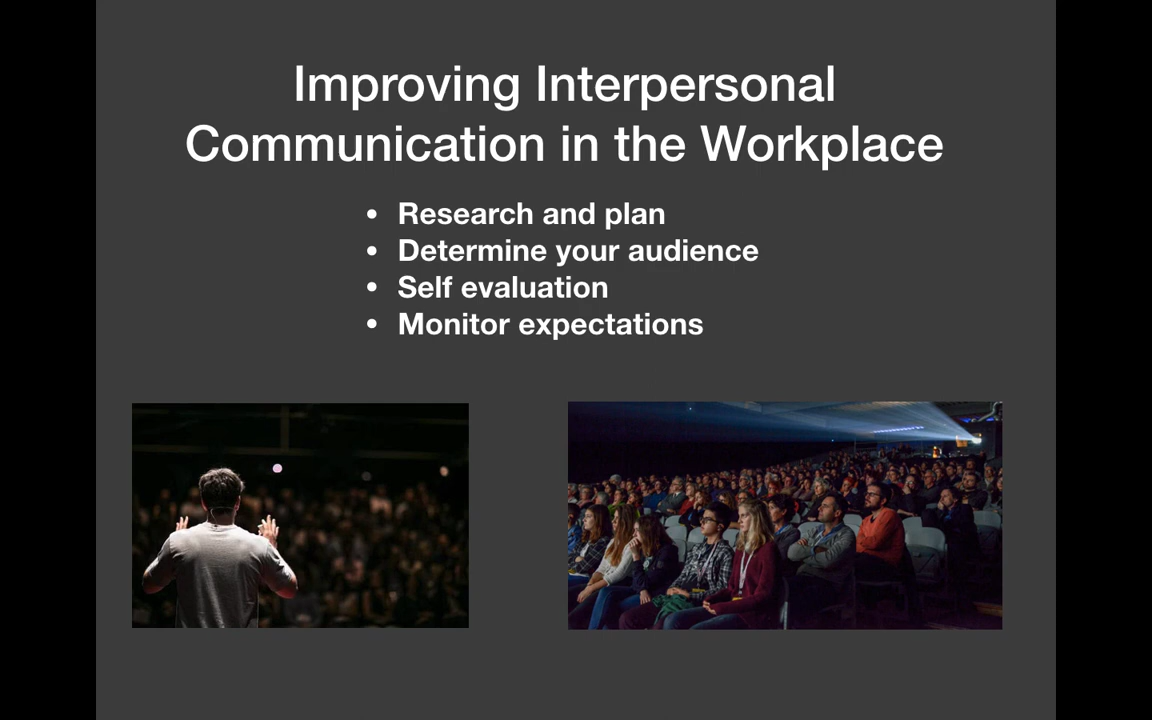 Improving Interpersonal
Communication in the Workplace
• Research and plan
• Determine your audience
• Self evaluation
• Monitor expectations